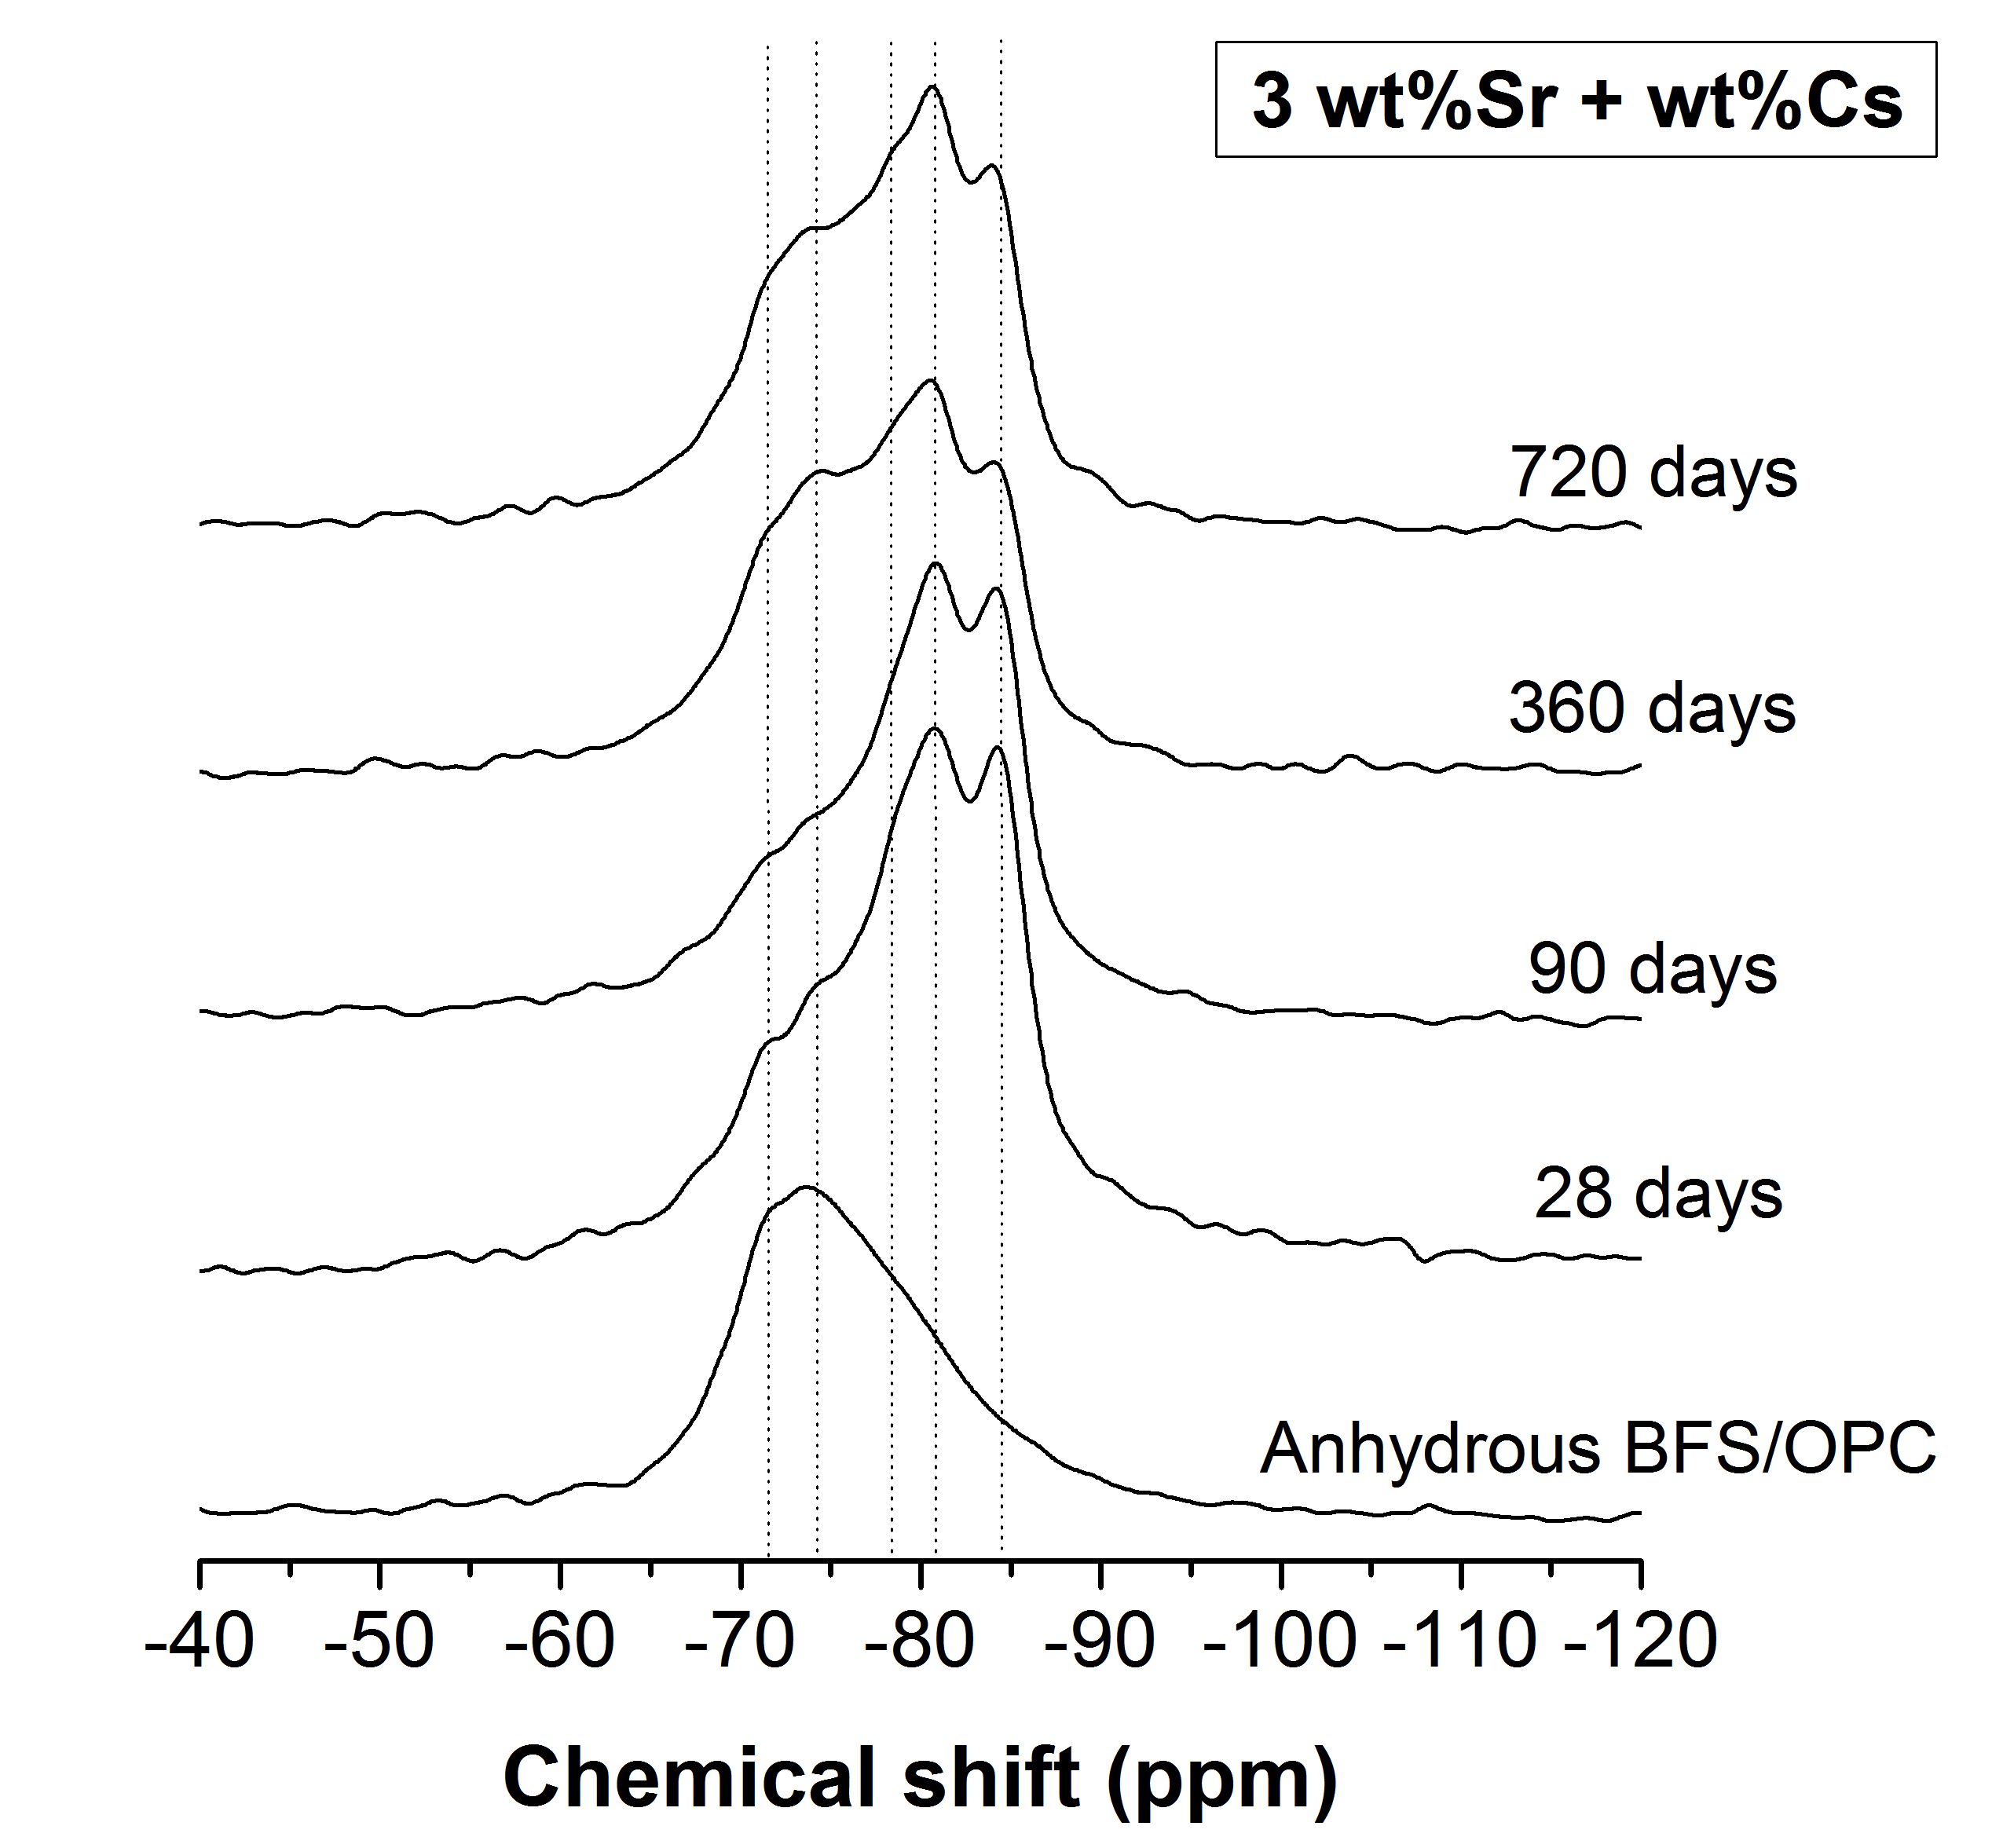 3 wt%Sr + wt%Cs
720 days
360 days
90 days
28 days
Anhydrous BFS/OPC
-40 -50 -60 -70 -80 -90 -100 -110 -120
Chemical shift (ppm)